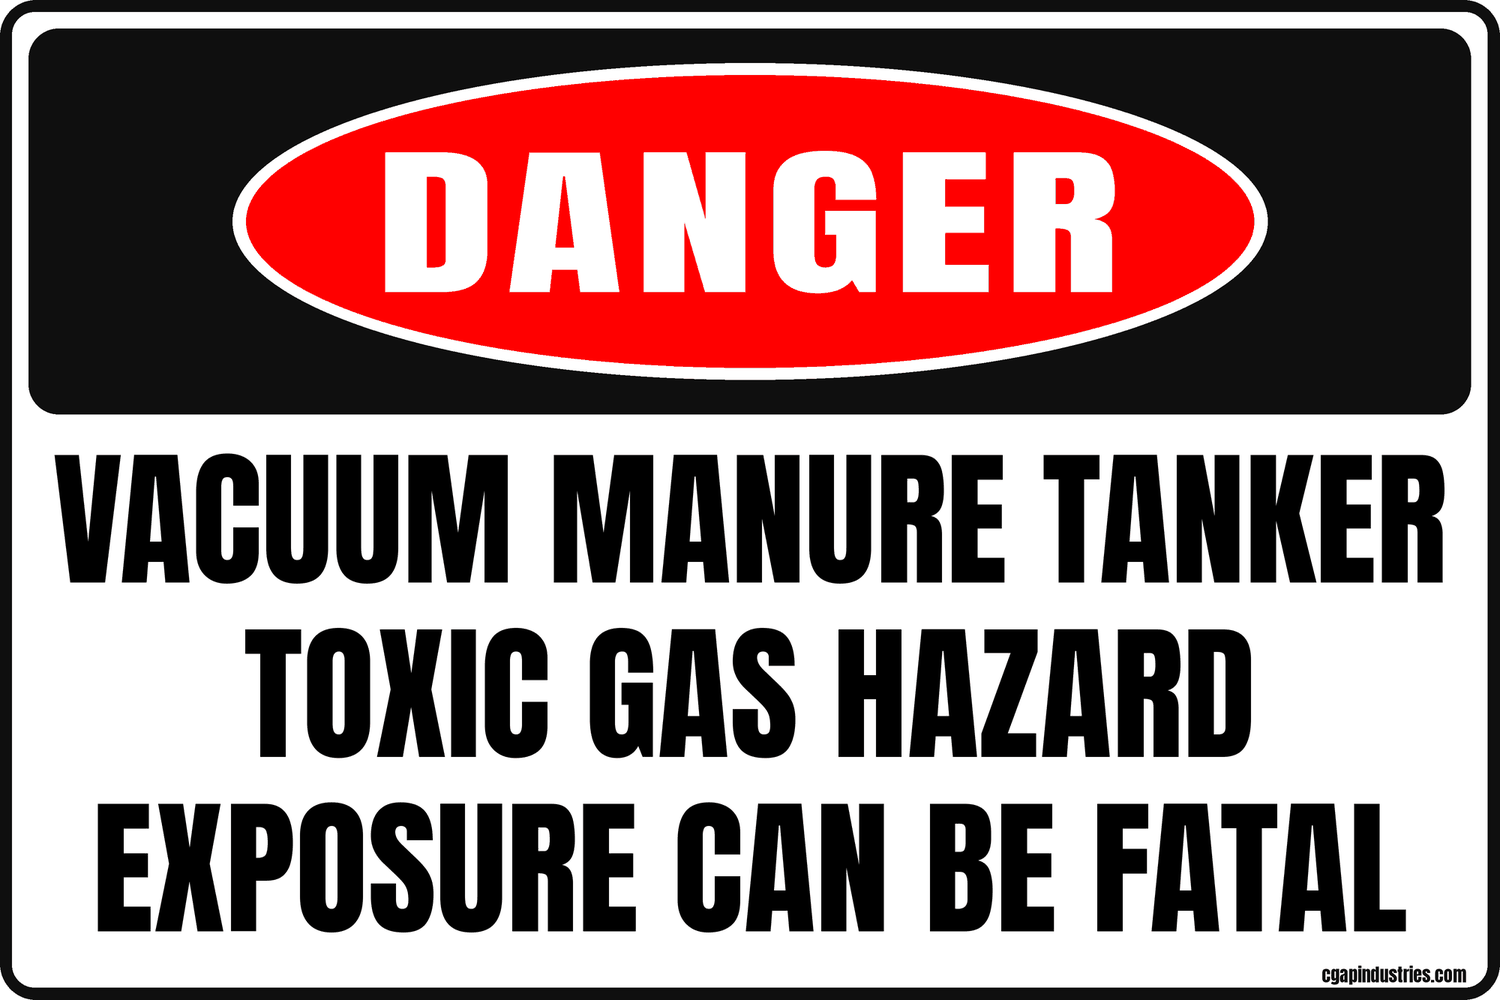 DANGER
VACUUM MANURE TANKER
TOXIC GAS HAZARD
EXPOSURE CAN BE FATAL
cgapindustries.com